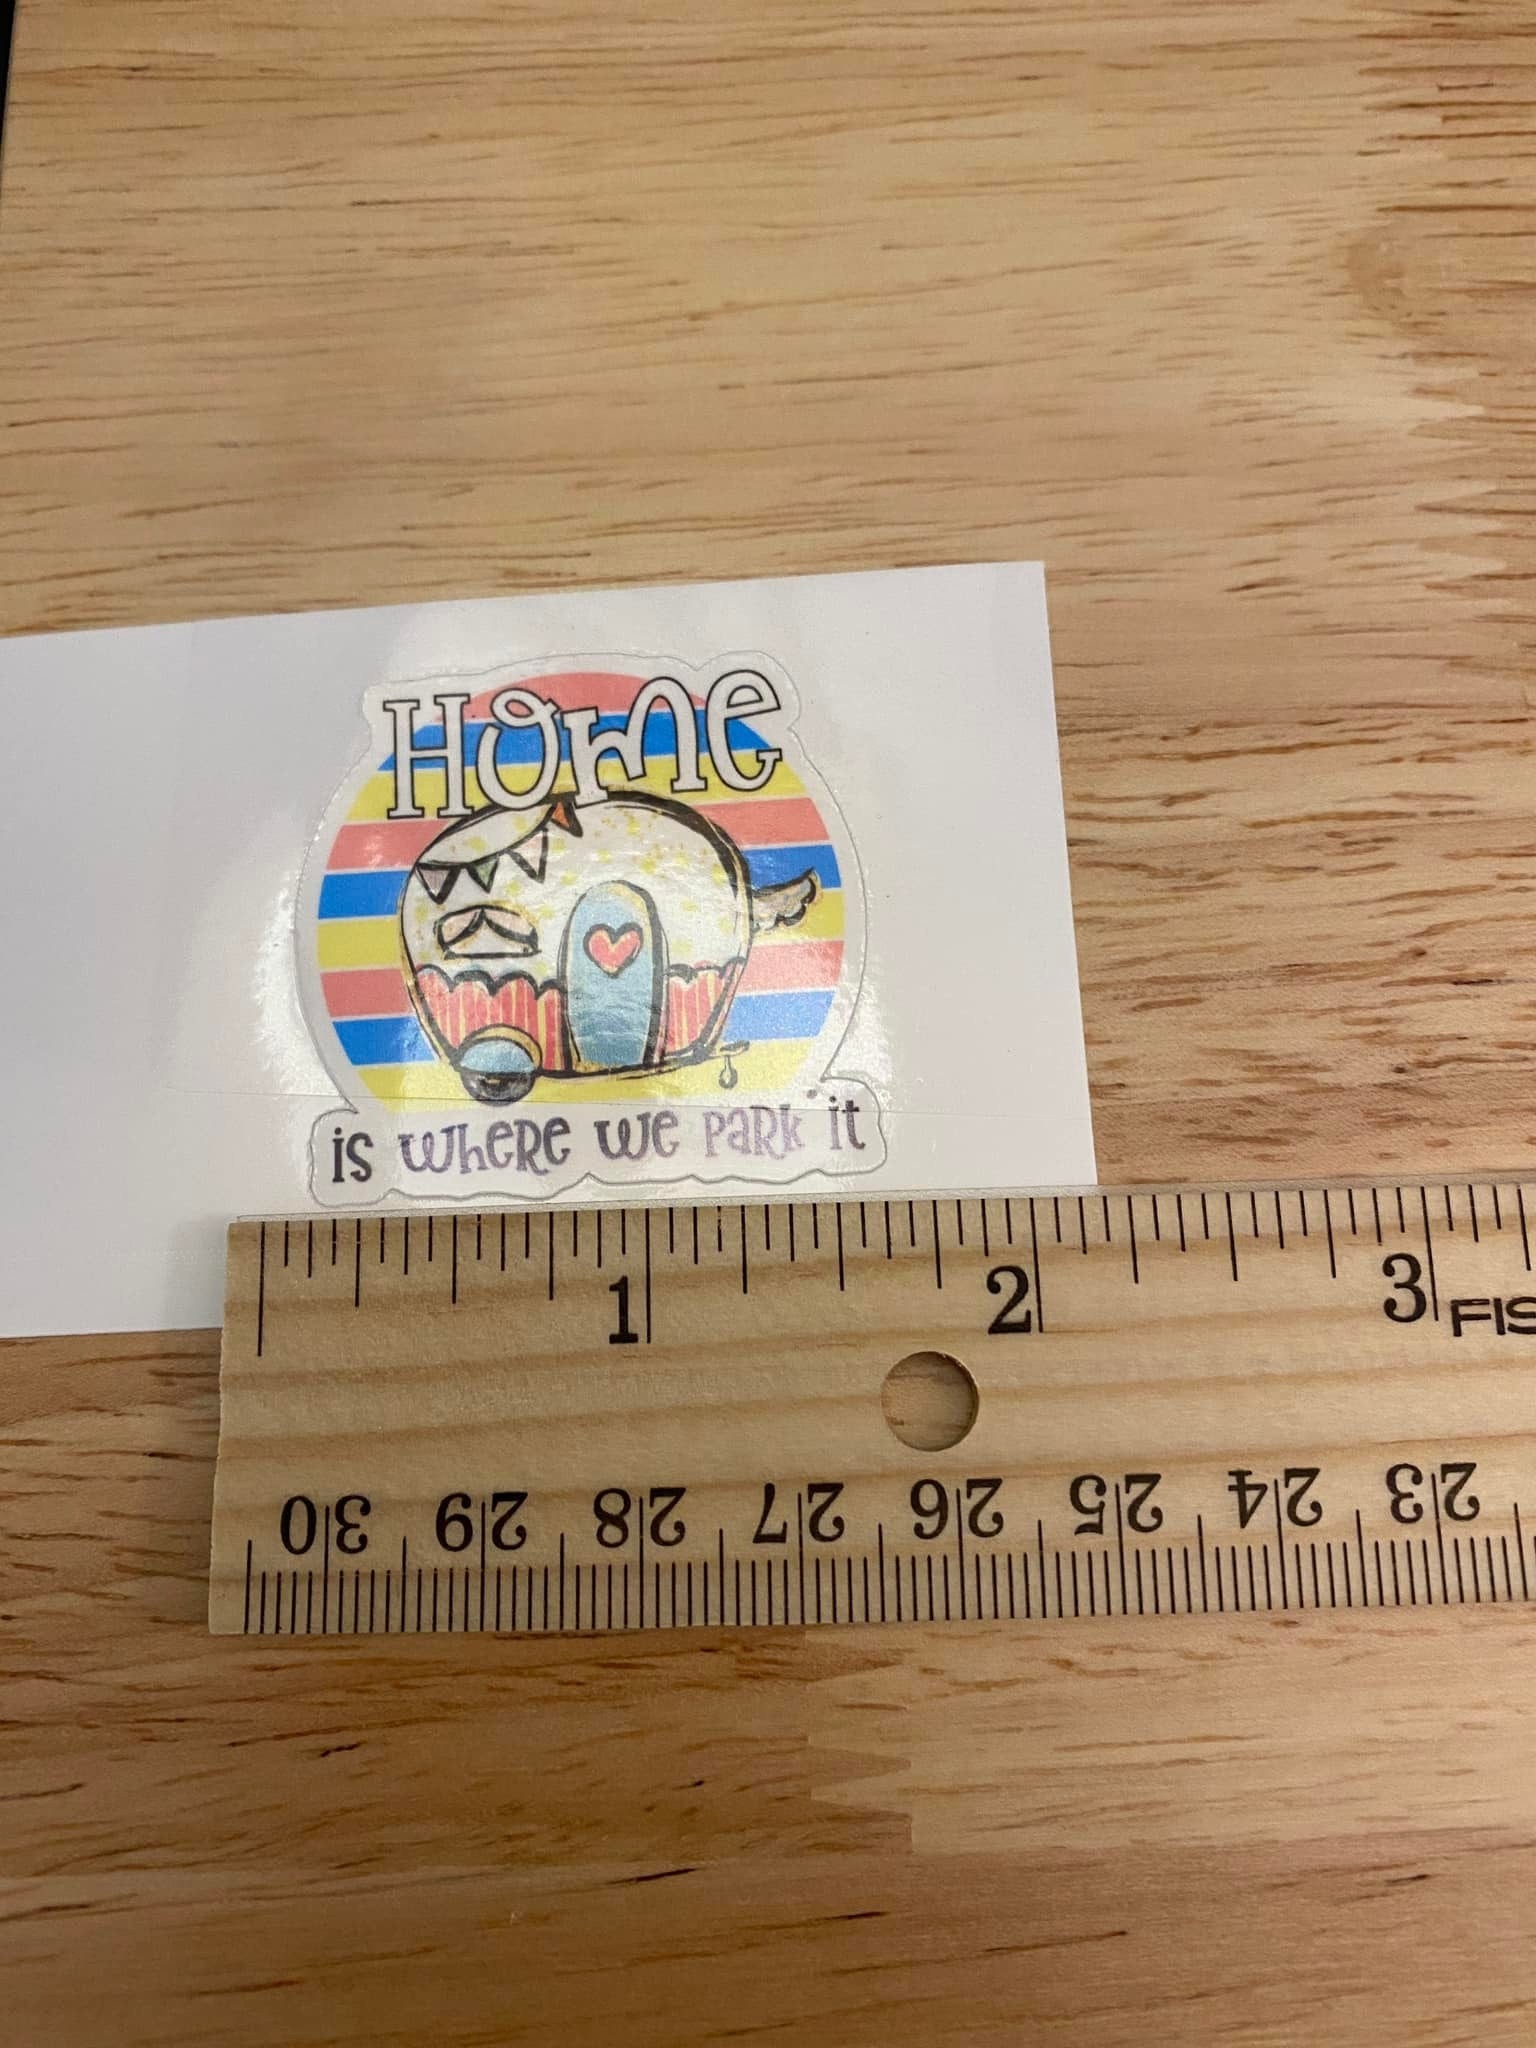 Home
is where we park it
1 2 3 FIS
30 29 28 27 26 25 24 23